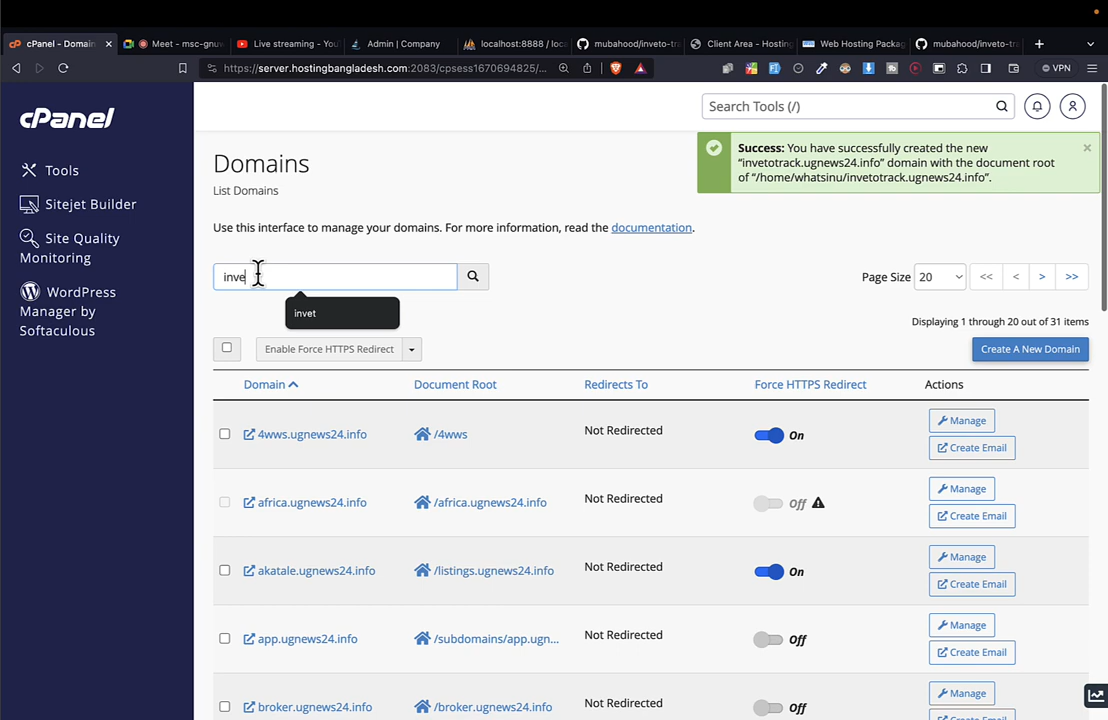 cPanel - Domain
Meet - msc-gnuw
Live streaming - You
Admin | Company
localhost:8888 / loc
mubahood/inveto-tr
Client Area - Hosting
Web Hosting Packag
mubahood/inveto-tr
https://server.hostingbangladesh.com:2083/cpsess1670694825/...
VPN
cPanel
Search Tools (/)
Tools
Sitejet Builder
Site Quality
Monitoring
WordPress
Manager by
Softaculous
Success: You have successfully created the new
“invetotrack.ugnews24.info” domain with the document root
of “/home/whatsinu/invetotrack.ugnews24.info”.
Domains
List Domains
Use this interface to manage your domains. For more information, read the documentation.
inve
invet
Page Size 20
<< < > >>
Displaying 1 through 20 out of 31 items
Enable Force HTTPS Redirect
Create A New Domain
Domain Document Root Redirects To Force HTTPS Redirect Actions
4wws.ugnews24.info /4wws Not Redirected On Manage
Create Email
africa.ugnews24.info /africa.ugnews24.info Not Redirected Off Manage
Create Email
akatale.ugnews24.info /listings.ugnews24.info Not Redirected On Manage
Create Email
app.ugnews24.info /subdomains/app.ugn... Not Redirected Off Manage
Create Email
broker.ugnews24.info /broker.ugnews24.info Not Redirected Off Manage